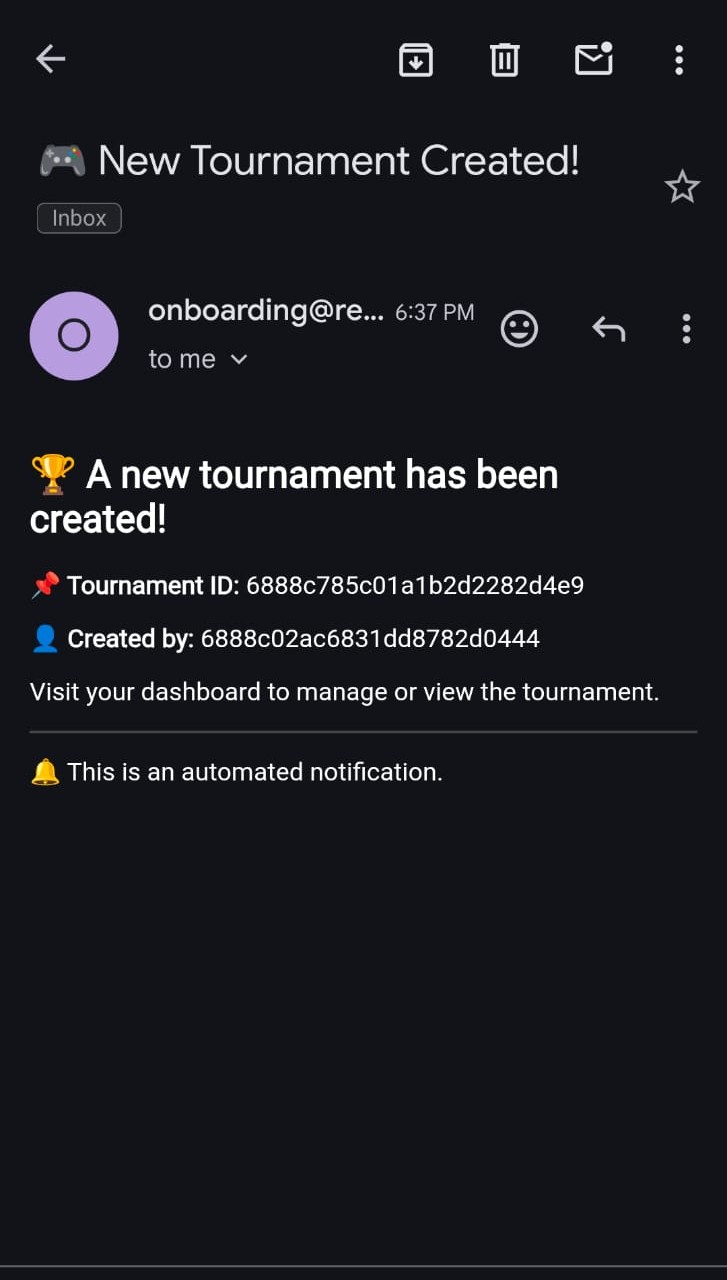 🎮 New Tournament Created!
Inbox
O
onboarding@re... 6:37 PM
to me
🏆 A new tournament has been
created!
📌 Tournament ID: 6888c785c01a1b2d2282d4e9
👤 Created by: 6888c02ac6831dd8782d0444
Visit your dashboard to manage or view the tournament.
🔔 This is an automated notification.